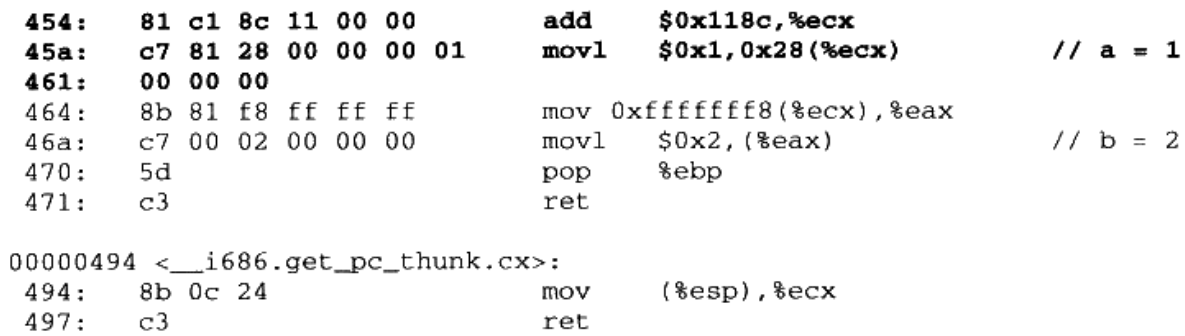 454: 81 c1 8c 11 00 00 add $0x118c,%ecx
45a: c7 81 28 00 00 00 01 movl $0x1,0x28(%ecx) // a = 1
461: 00 00 00
464: 8b 81 f8 ff ff ff mov 0xfffffff8(%ecx),%eax
46a: c7 00 02 00 00 00 movl $0x2,(%eax) // b = 2
470: 5d pop %ebp
471: c3 ret
00000494 <__i686.get_pc_thunk.cx>:
494: 8b 0c 24 mov (%esp),%ecx
497: c3 ret